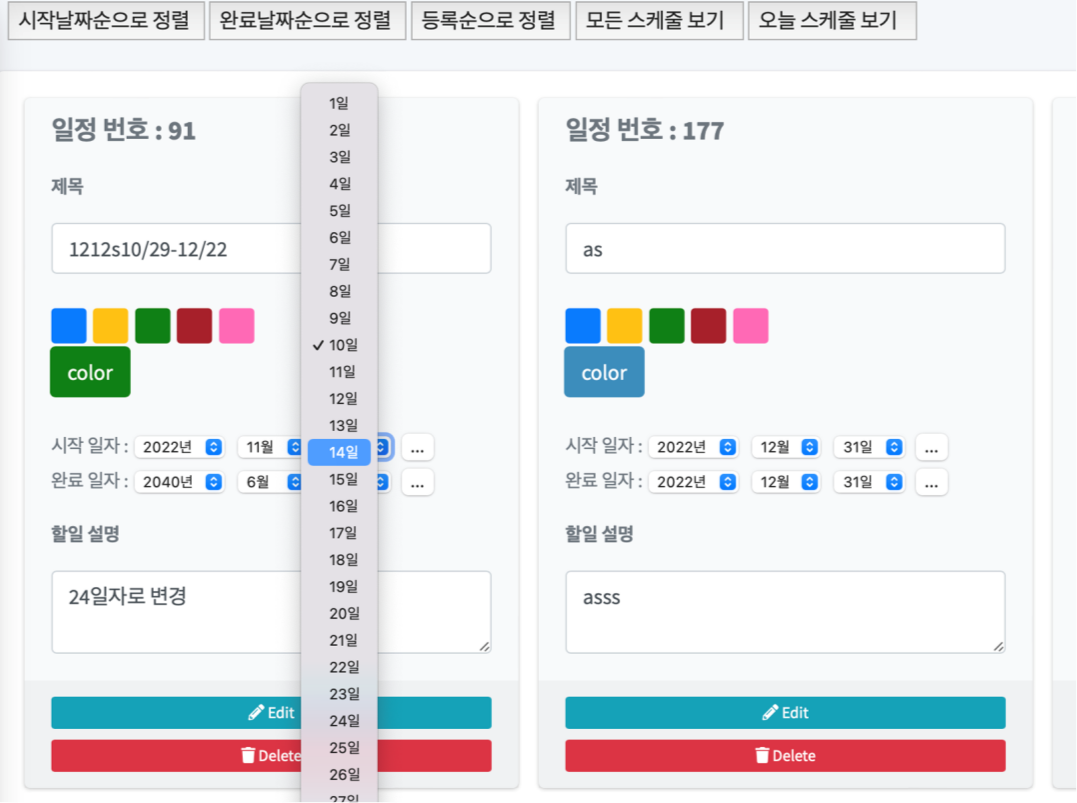 시작날짜순으로 정렬 완료날짜순으로 정렬 등록순으로 정렬 모든 스케줄 보기 오늘 스케줄 보기
일정 번호 : 91
제목
1212s10/29-12/22
color
시작 일자 : 2022년 11월 ...
완료 일자 : 2040년 6월 ...
할일 설명
24일자로 변경
Edit
Delete
1일
2일
3일
4일
5일
6일
7일
8일
9일
✓ 10일
11일
12일
13일
14일
15일
16일
17일
18일
19일
20일
21일
22일
23일
24일
25일
26일
27일
일정 번호 : 177
제목
as
color
시작 일자 : 2022년 12월 31일 ...
완료 일자 : 2022년 12월 31일 ...
할일 설명
asss
Edit
Delete